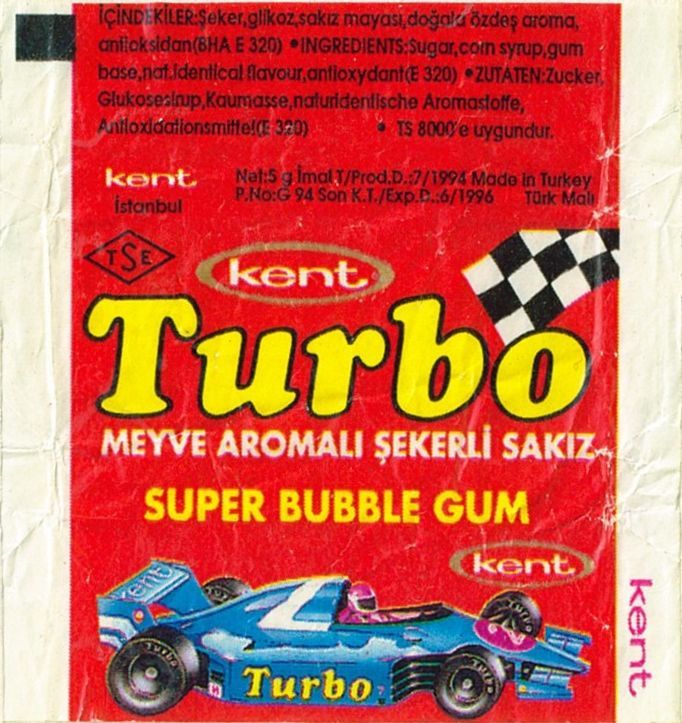 İÇİNDEKİLER:Şeker,glikoz,sakız mayası,doğala özdeş aroma,
antioksidan(BHA E 320) •INGREDIENTS:Sugar,corn syrup,gum
base,nat.identical flavour,antioxydant(E 320) •ZUTATEN:Zucker,
Glukosesirup,Kaumasse,naturidentische Aromastoffe,
Antioxidationsmittel(E 320) • TS 8000'e uygundur.
kent
İstanbul
Net:5 g İmal T/Prod.D.:7/1994 Made in Turkey
P.No:G 94 Son K.T./Exp.D.:6/1996 Türk Malı
TSE
kent
Turbo
MEYVE AROMALI ŞEKERLİ SAKIZ
SUPER BUBBLE GUM
kent
kent
Turbo
TURBO
TURBO
TURBO
kent